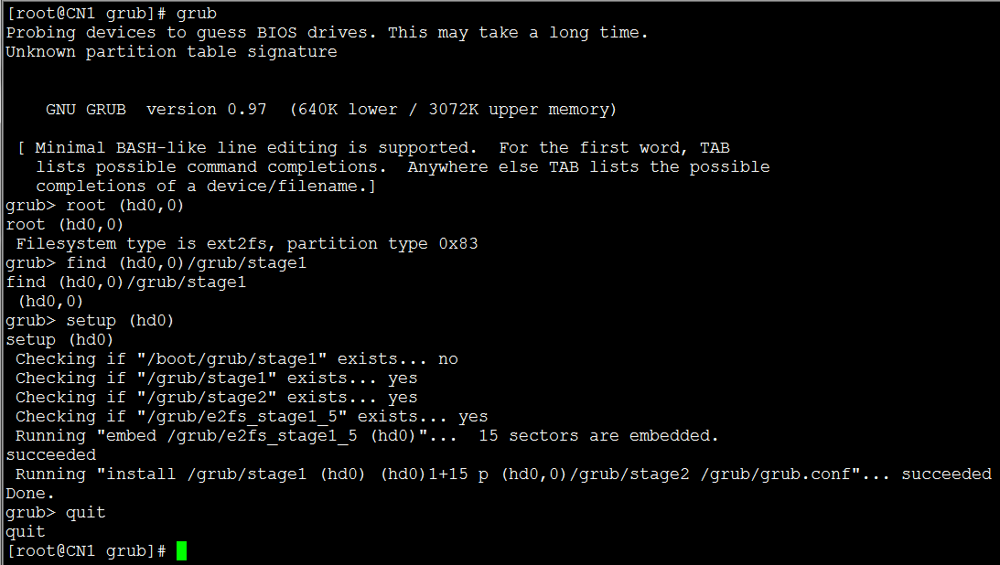 [root@CN1 grub]# grub
Probing devices to guess BIOS drives. This may take a long time.
Unknown partition table signature
GNU GRUB  version 0.97  (640K lower / 3072K upper memory)
[ Minimal BASH-like line editing is supported.  For the first word, TAB
lists possible command completions.  Anywhere else TAB lists the possible
completions of a device/filename.]
grub> root (hd0,0)
root (hd0,0)
Filesystem type is ext2fs, partition type 0x83
grub> find (hd0,0)/grub/stage1
find (hd0,0)/grub/stage1
(hd0,0)
grub> setup (hd0)
setup (hd0)
Checking if "/boot/grub/stage1" exists... no
Checking if "/grub/stage1" exists... yes
Checking if "/grub/stage2" exists... yes
Checking if "/grub/e2fs_stage1_5" exists... yes
Running "embed /grub/e2fs_stage1_5 (hd0)"...  15 sectors are embedded.
succeeded
Running "install /grub/stage1 (hd0) (hd0)1+15 p (hd0,0)/grub/stage2 /grub/grub.conf"... succeeded
Done.
grub> quit
quit
[root@CN1 grub]#